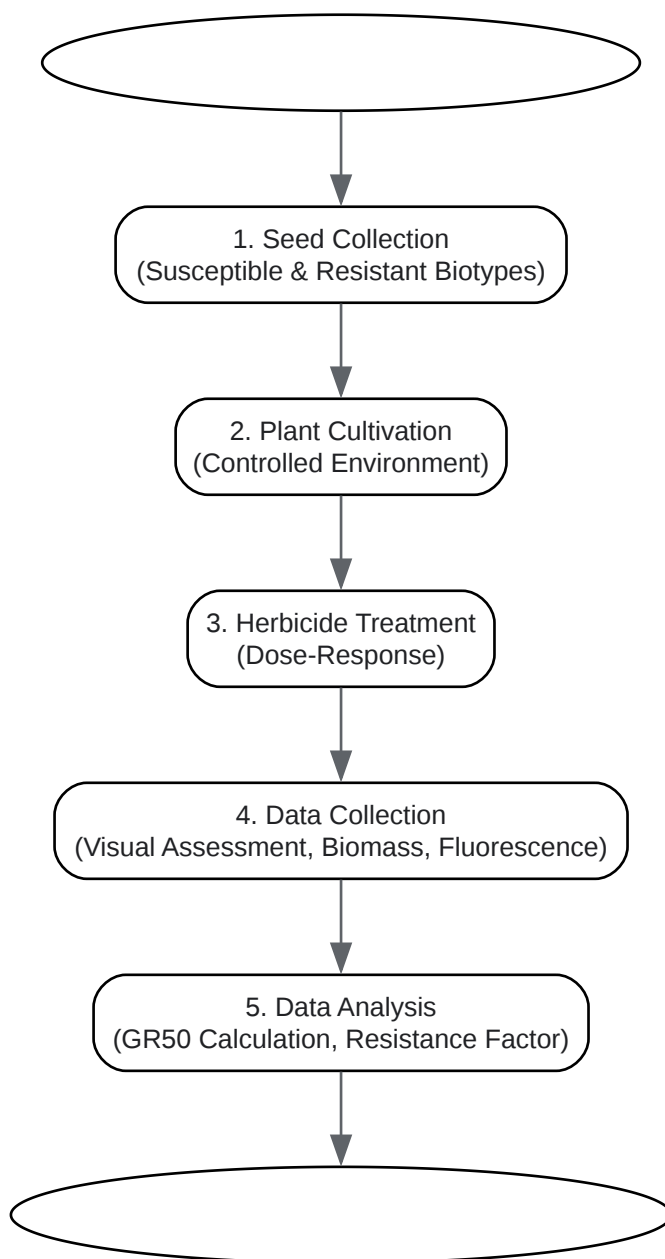 1. Seed Collection
(Susceptible & Resistant Biotypes)
2. Plant Cultivation
(Controlled Environment)
3. Herbicide Treatment
(Dose-Response)
4. Data Collection
(Visual Assessment, Biomass, Fluorescence)
5. Data Analysis
(GR50 Calculation, Resistance Factor)